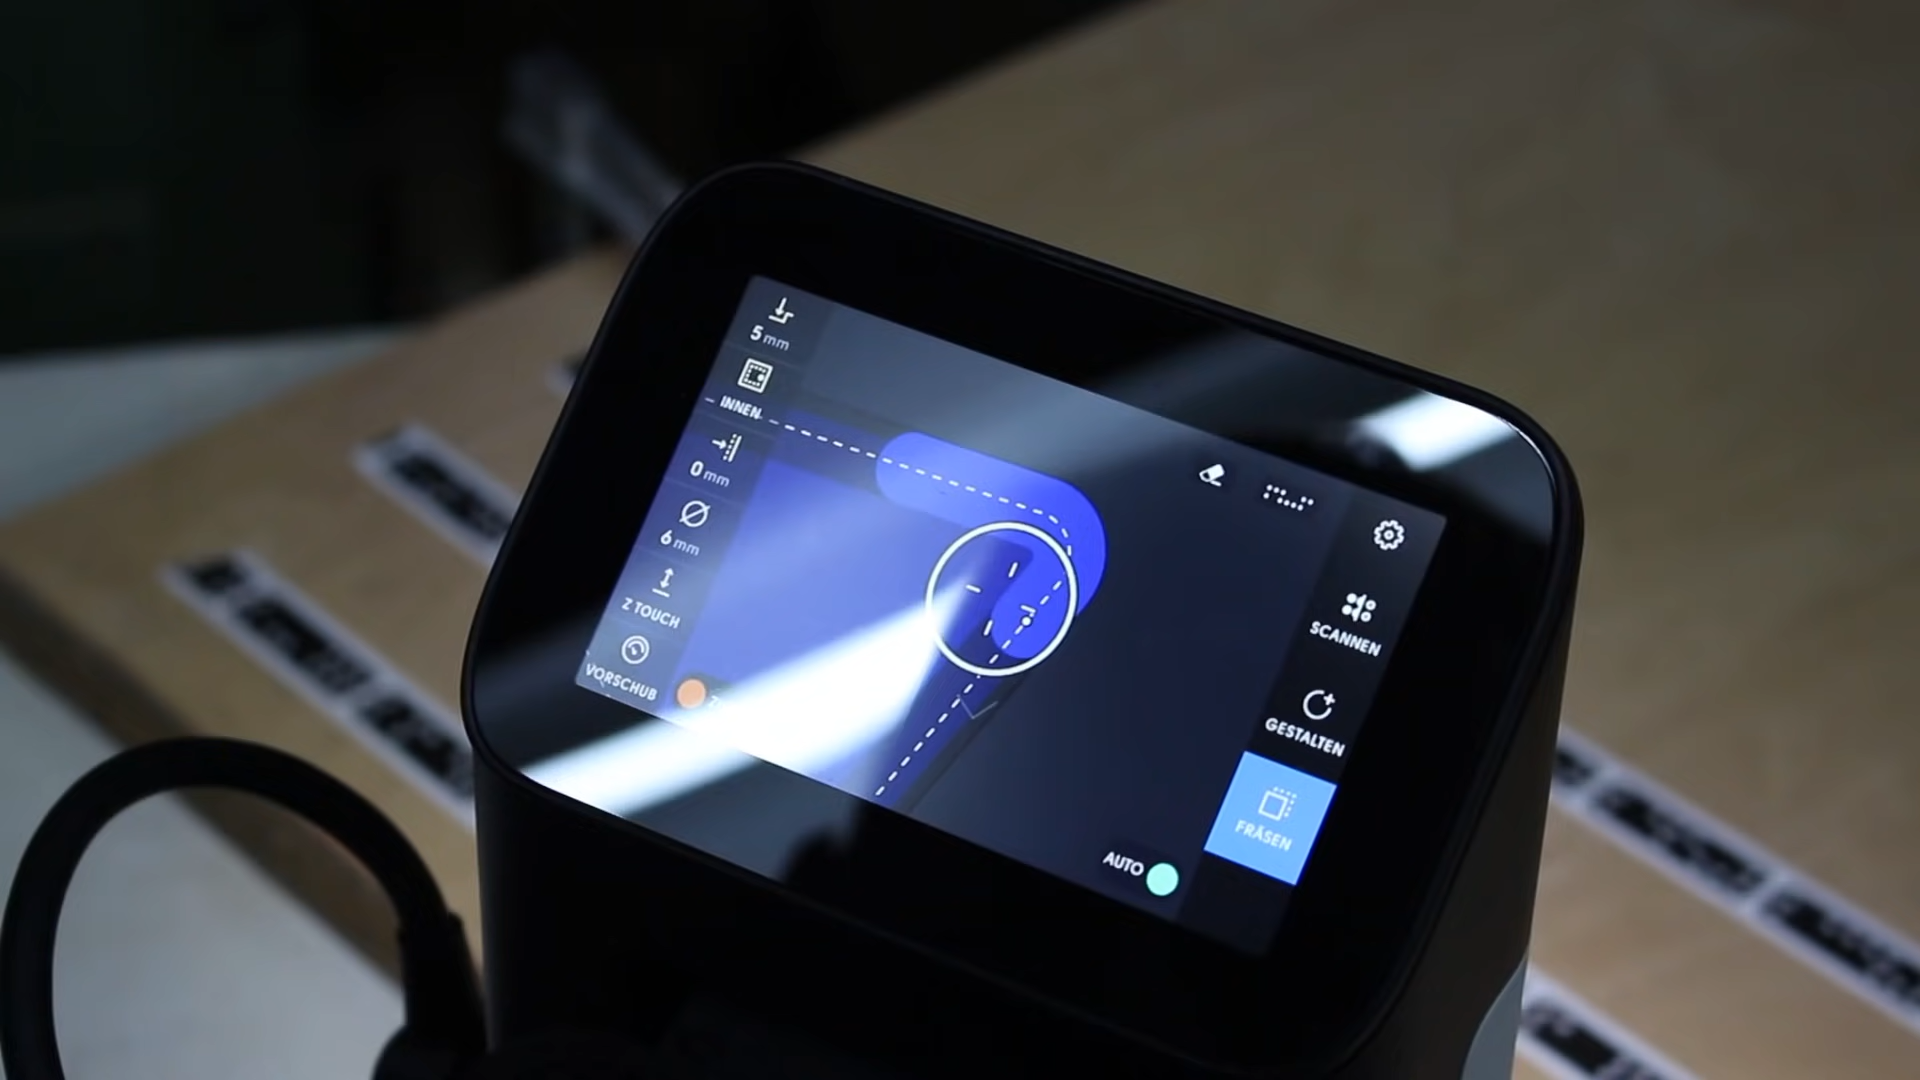 5 mm
INNEN
0 mm
6 mm
Z TOUCH
VORSCHUB
SCANNEN
GESTALTEN
FRÄSEN
AUTO